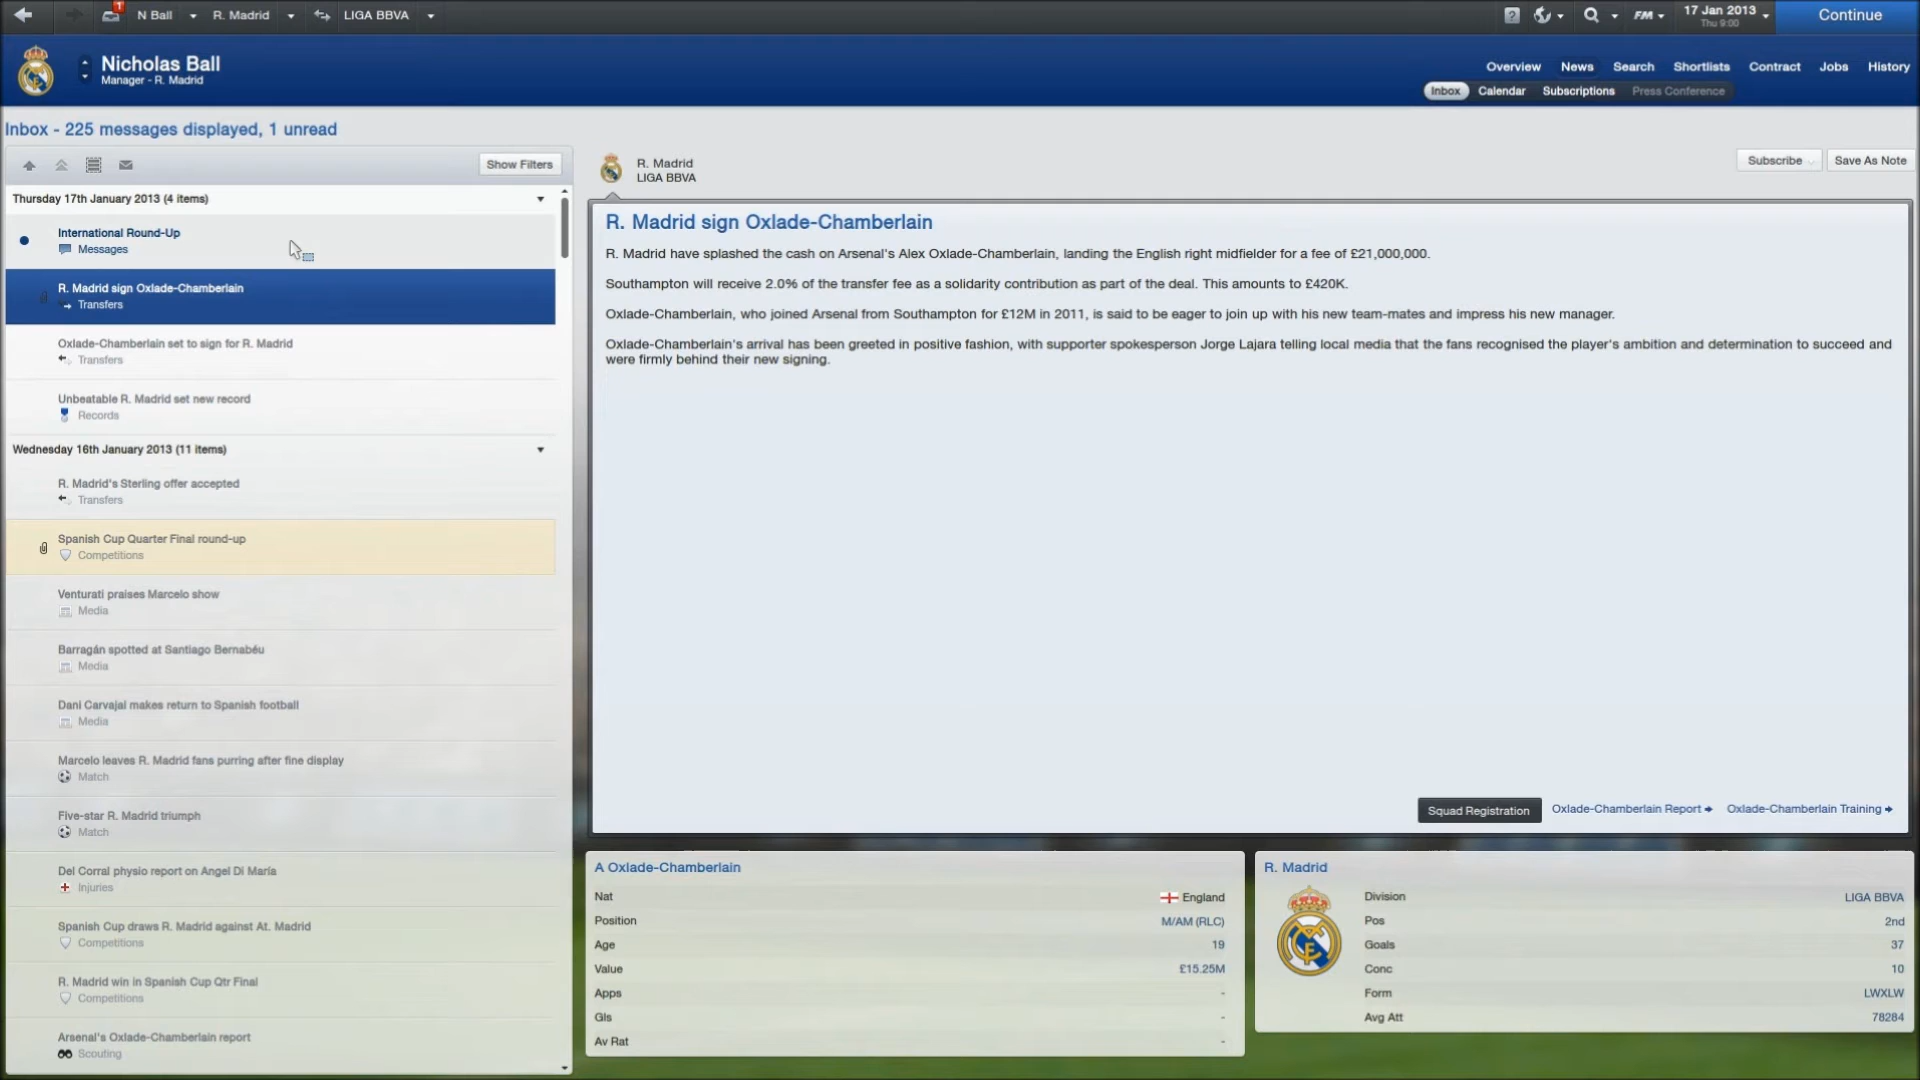 1
N Ball
R. Madrid
LIGA BBVA
?
FM
17 Jan 2013
Thu 9:00
Continue
Nicholas Ball
Manager - R. Madrid
Overview News Search Shortlists Contract Jobs History
Inbox Calendar Subscriptions Press Conference
Inbox - 225 messages displayed, 1 unread
Show Filters
Thursday 17th January 2013 (4 items)
International Round-Up
Messages
R. Madrid sign Oxlade-Chamberlain
Transfers
Oxlade-Chamberlain set to sign for R. Madrid
Transfers
Unbeatable R. Madrid set new record
Records
Wednesday 16th January 2013 (11 items)
R. Madrid's Sterling offer accepted
Transfers
Spanish Cup Quarter Final round-up
Competitions
Venturati praises Marcelo show
Media
Barragán spotted at Santiago Bernabéu
Media
Dani Carvajal makes return to Spanish football
Media
Marcelo leaves R. Madrid fans purring after fine display
Match
Five-star R. Madrid triumph
Match
Del Corral physio report on Angel Di María
Injuries
Spanish Cup draws R. Madrid against At. Madrid
Competitions
R. Madrid win in Spanish Cup Qtr Final
Competitions
Arsenal's Oxlade-Chamberlain report
Scouting
R. Madrid
LIGA BBVA
Subscribe
Save As Note
R. Madrid sign Oxlade-Chamberlain
R. Madrid have splashed the cash on Arsenal's Alex Oxlade-Chamberlain, landing the English right midfielder for a fee of £21,000,000.
Southampton will receive 2.0% of the transfer fee as a solidarity contribution as part of the deal. This amounts to £420K.
Oxlade-Chamberlain, who joined Arsenal from Southampton for £12M in 2011, is said to be eager to join up with his new team-mates and impress his new manager.
Oxlade-Chamberlain's arrival has been greeted in positive fashion, with supporter spokesperson Jorge Lajara telling local media that the fans recognised the player's ambition and determination to succeed and
were firmly behind their new signing.
Squad Registration
Oxlade-Chamberlain Report
Oxlade-Chamberlain Training
A Oxlade-Chamberlain
Nat England
Position M/AM (RLC)
Age 19
Value £15.25M
Apps -
Gls -
Av Rat -
R. Madrid
Division LIGA BBVA
Pos 2nd
Goals 37
Conc 10
Form LWXLW
Avg Att 78284